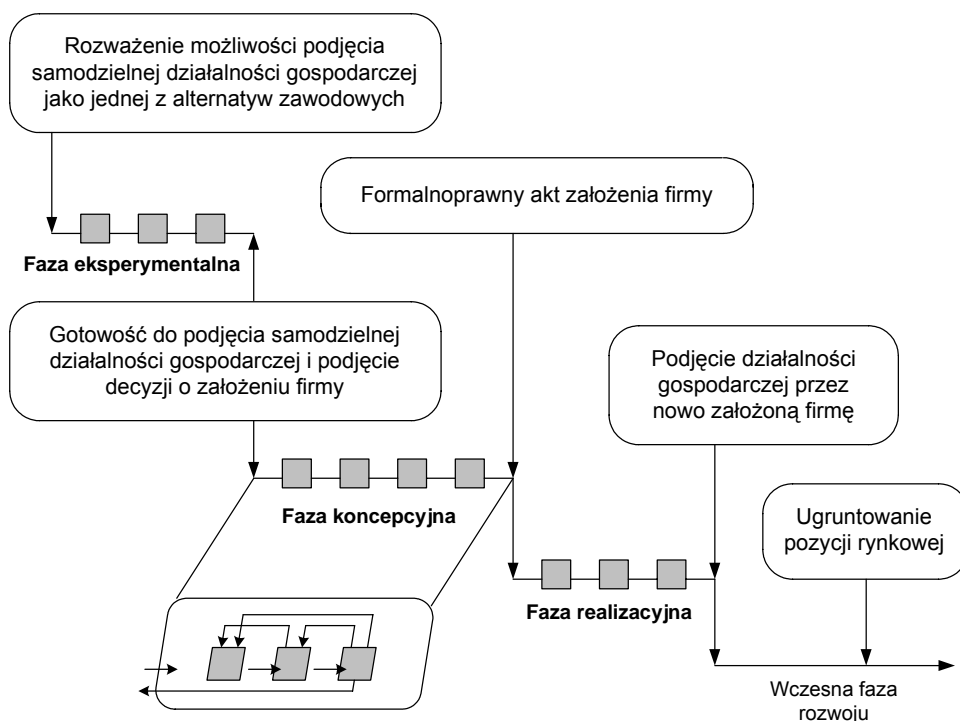 Rozważenie możliwości podjęcia
samodzielnej działalności gospodarczej
jako jednej z alternatyw zawodowych
Formalnoprawny akt założenia firmy
Faza eksperymentalna
Gotowość do podjęcia samodzielnej
działalności gospodarczej i podjęcie
decyzji o założeniu firmy
Podjęcie działalności
gospodarczej przez
nowo założoną firmę
Faza koncepcyjna
Ugruntowanie
pozycji rynkowej
Faza realizacyjna
Wczesna faza
rozwoju